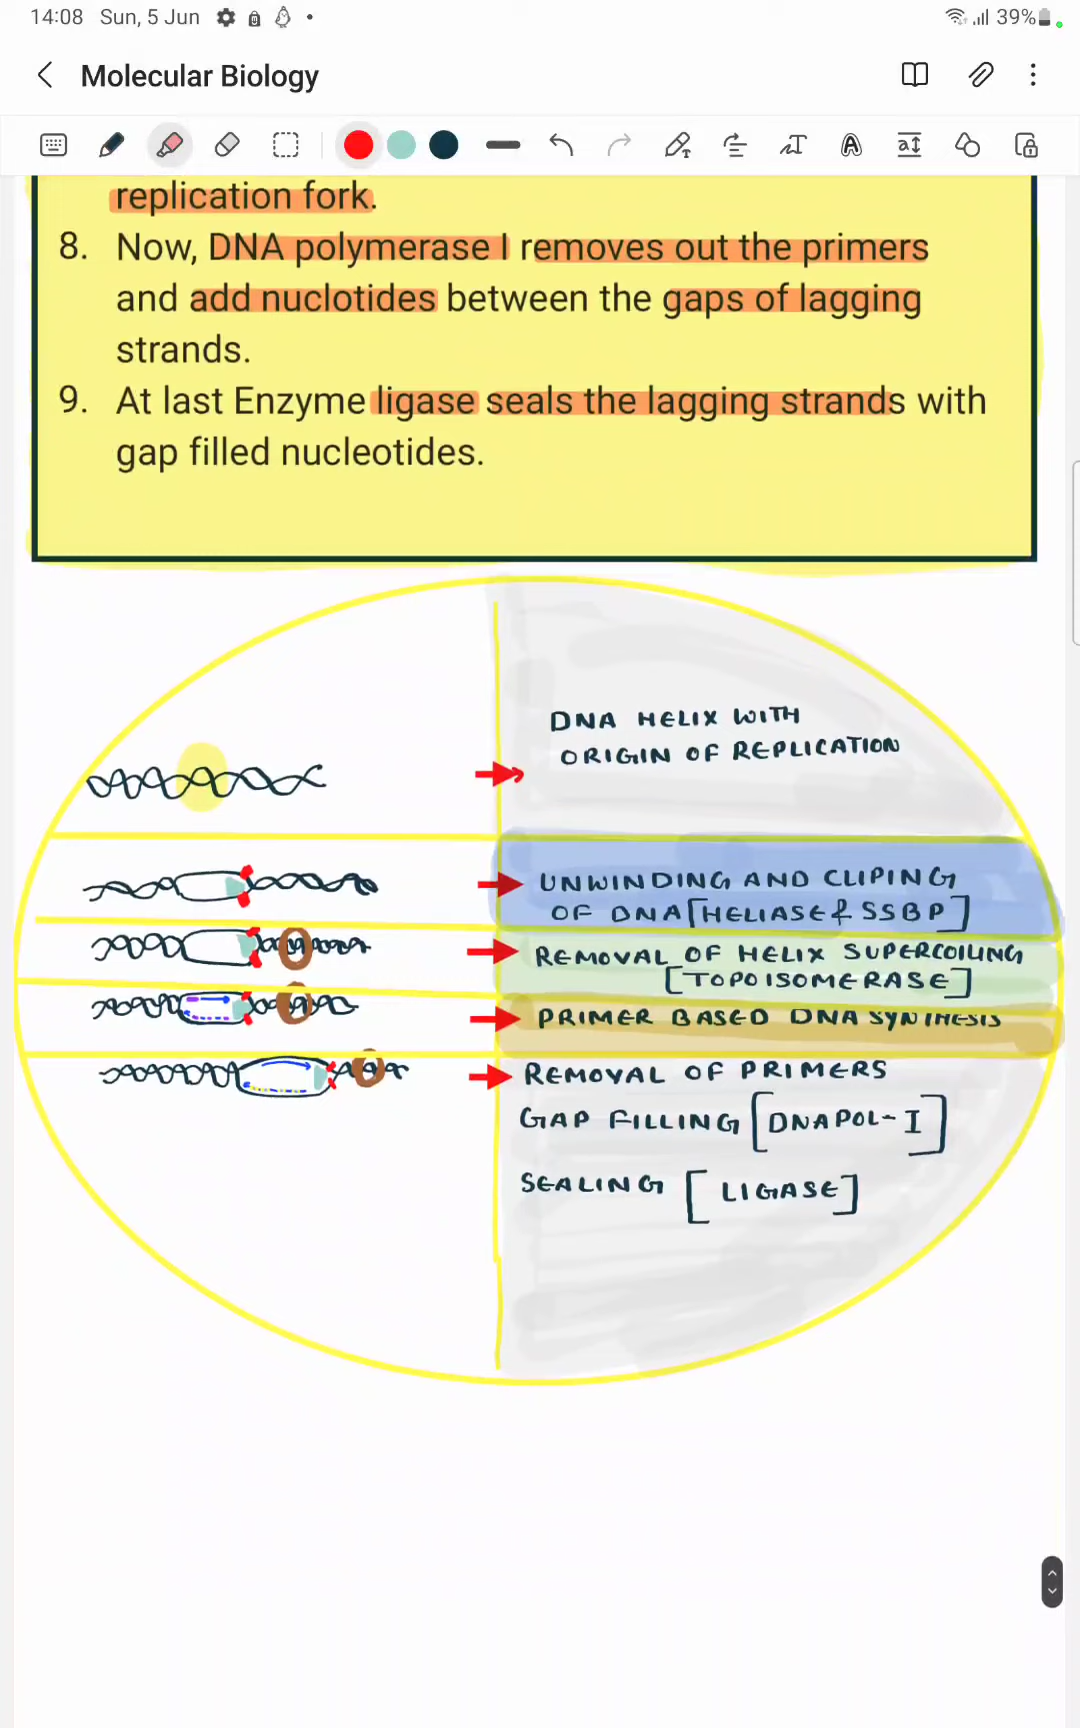 14:08 Sun, 5 Jun
39%
Molecular Biology
replication fork.
8. Now, DNA polymerase I removes out the primers
and add nuclotides between the gaps of lagging
strands.
9. At last Enzyme ligase seals the lagging strands with
gap filled nucleotides.
DNA HELIX WITH
ORIGIN OF REPLICATION
UNWINDING AND CLIPING
OF DNA [HELIASE & SSBP]
REMOVAL OF HELIX SUPERCOILING
[TOPOISOMERASE]
PRIMER BASED DNA SYNTHESIS
REMOVAL OF PRIMERS
GAP FILLING [DNA POL-I]
SEALING [LIGASE]